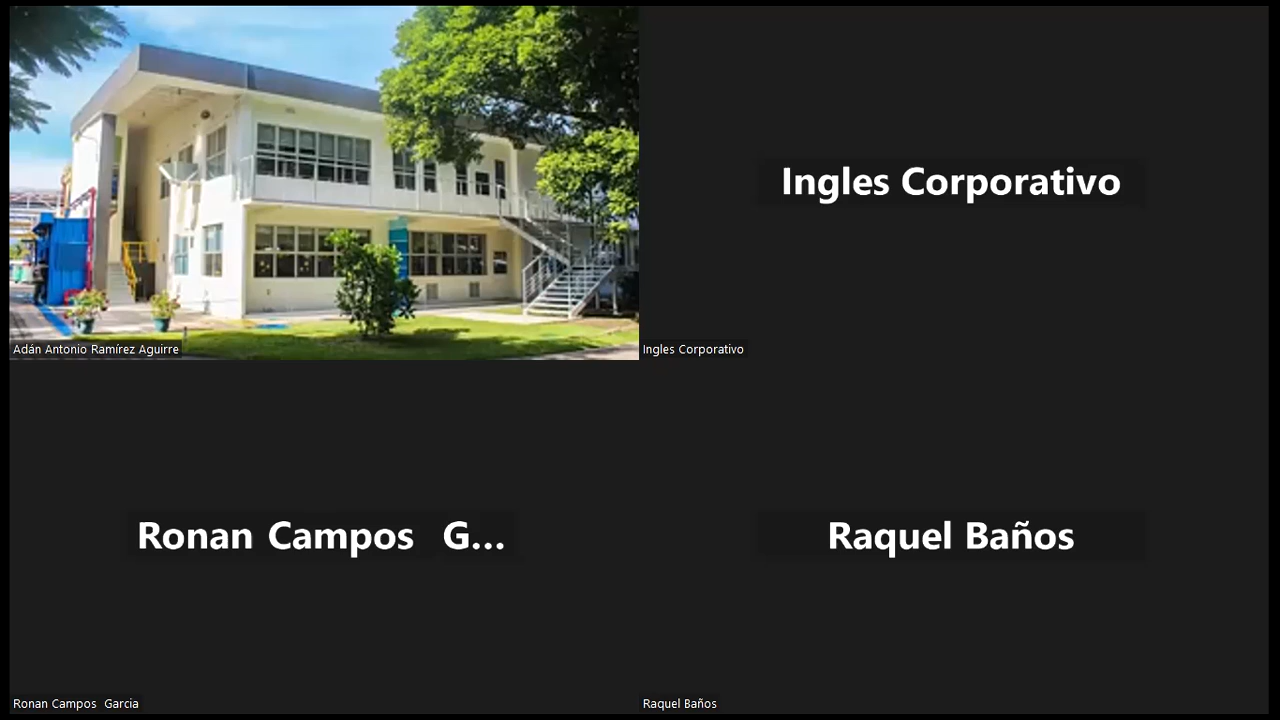 Ingles Corporativo
Adán Antonio Ramírez Aguirre
Ingles Corporativo
Ronan Campos  G...
Raquel Baños
Ronan Campos  Garcia
Raquel Baños